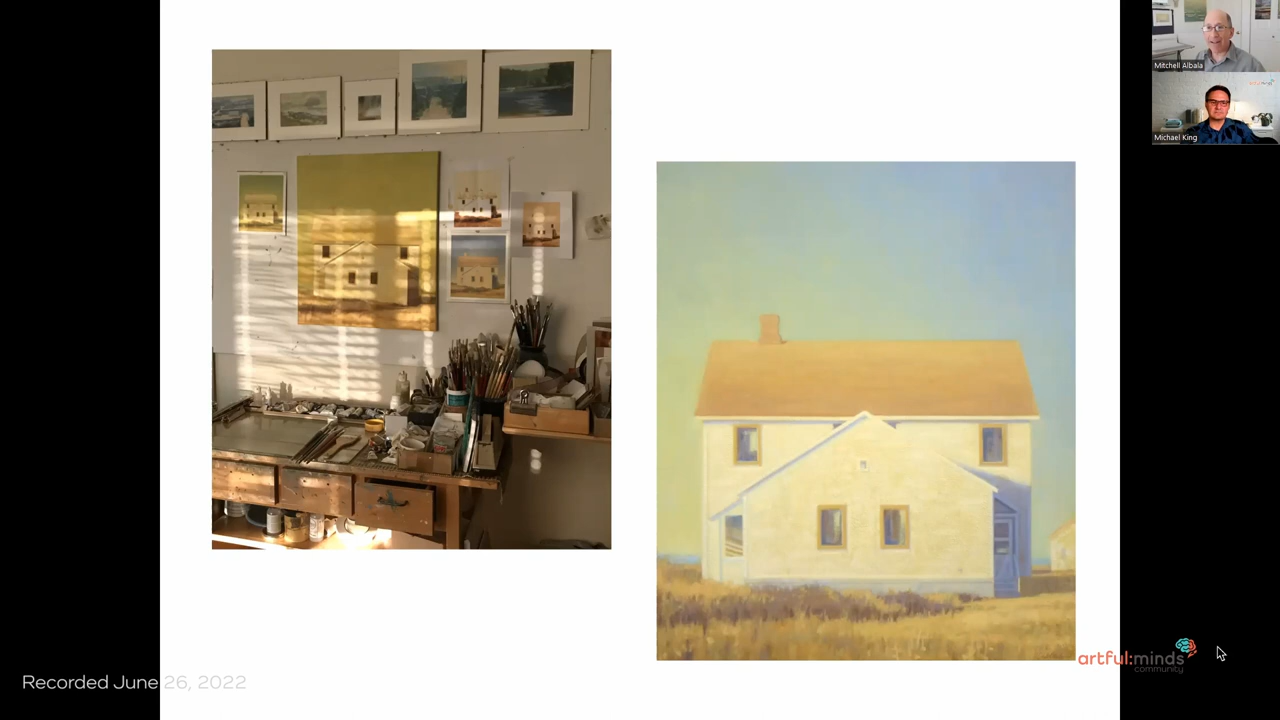 Mitchell Albala
Michael King
artful:minds
community
Recorded June 26, 2022